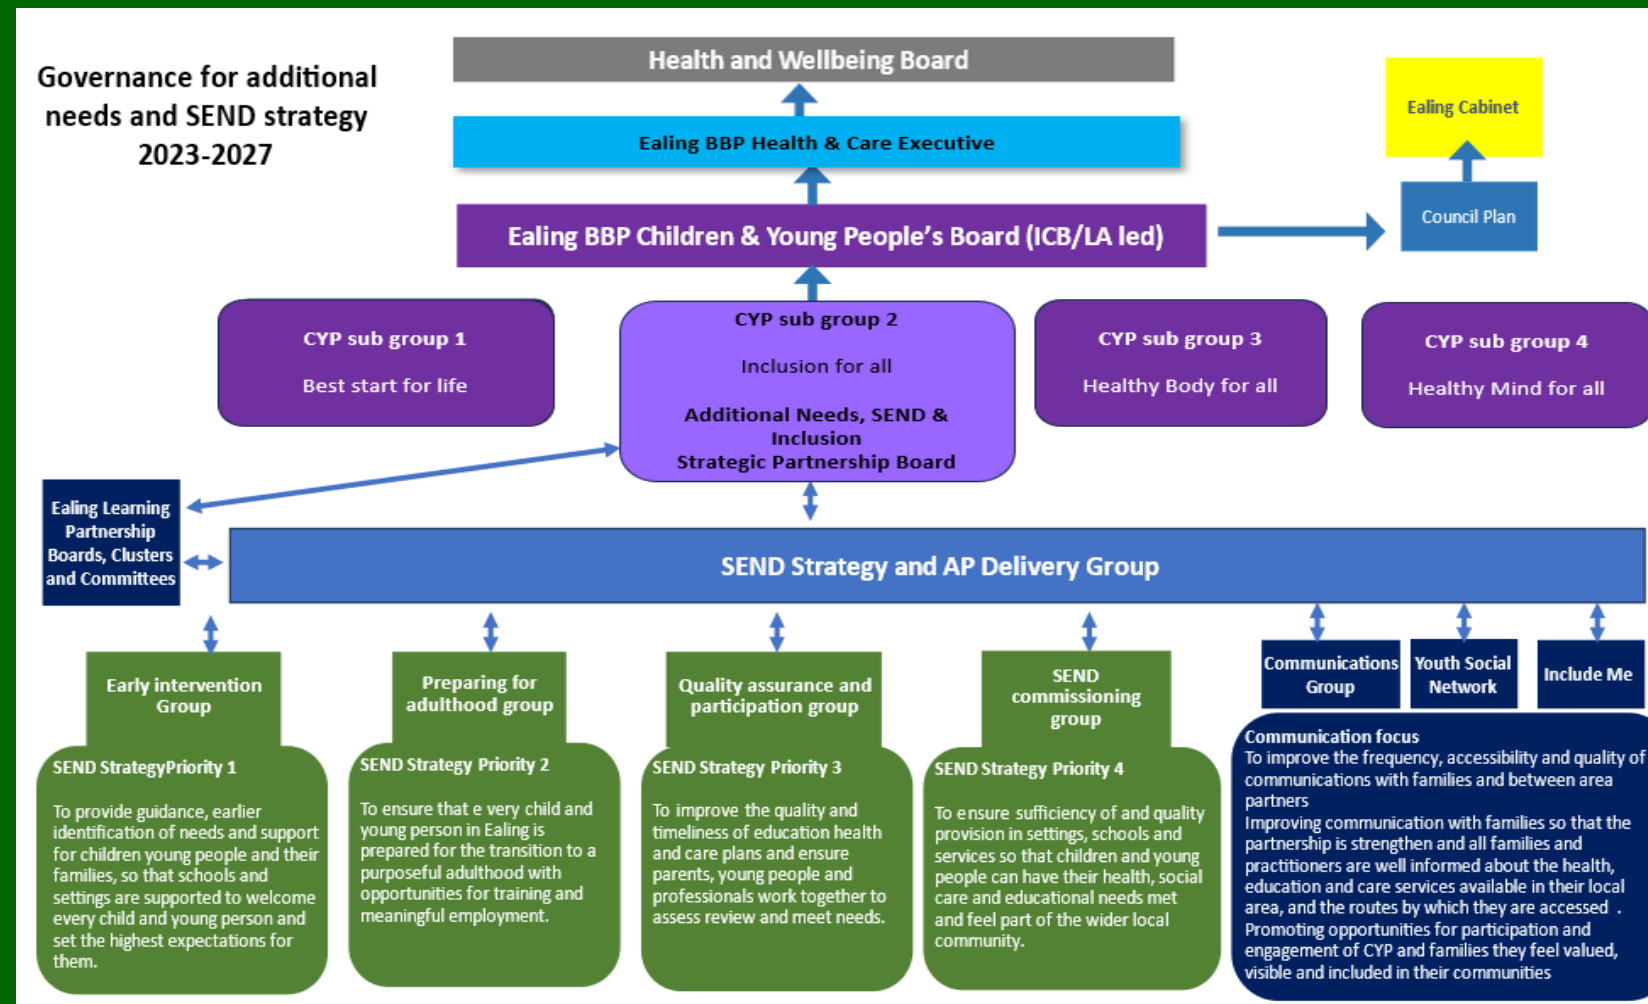 Governance for additional
needs and SEND strategy
2023-2027
Health and Wellbeing Board
Ealing BBP Health & Care Executive
Ealing BBP Children & Young People's Board (ICB/LA led)
Ealing Cabinet
Council Plan
CYP sub group 1
Best start for life
CYP sub group 2
Inclusion for all
Additional Needs, SEND &
Inclusion
Strategic Partnership Board
CYP sub group 3
Healthy Body for all
CYP sub group 4
Healthy Mind for all
Ealing Learning
Partnership
Boards, Clusters
and Committees
SEND Strategy and AP Delivery Group
Early intervention
Group
SEND StrategyPriority 1
To provide guidance, earlier
identification of needs and support
for children young people and their
families, so that schools and
settings are supported to welcome
every child and young person and
set the highest expectations for
them.
Preparing for
adulthood group
SEND Strategy Priority 2
To ensure that e very child and
young person in Ealing is
prepared for the transition to a
purposeful adulthood with
opportunities for training and
meaningful employment.
Quality assurance and
participation group
SEND Strategy Priority 3
To improve the quality and
timeliness of education health
and care plans and ensure
parents, young people and
professionals work together to
assess review and meet needs.
SEND
commissioning
group
SEND Strategy Priority 4
To ensure sufficiency of and quality
provision in settings, schools and
services so that children and young
people can have their health, social
care and educational needs met
and feel part of the wider local
community.
Communications
Group
Youth Social
Network
Include Me
Communication focus
To improve the frequency, accessibility and quality of
communications with families and between area
partners
Improving communication with families so that the
partnership is strengthen and all families and
practitioners are well informed about the health,
education and care services available in their local
area, and the routes by which they are accessed .
Promoting opportunities for participation and
engagement of CYP and families they feel valued,
visible and included in their communities